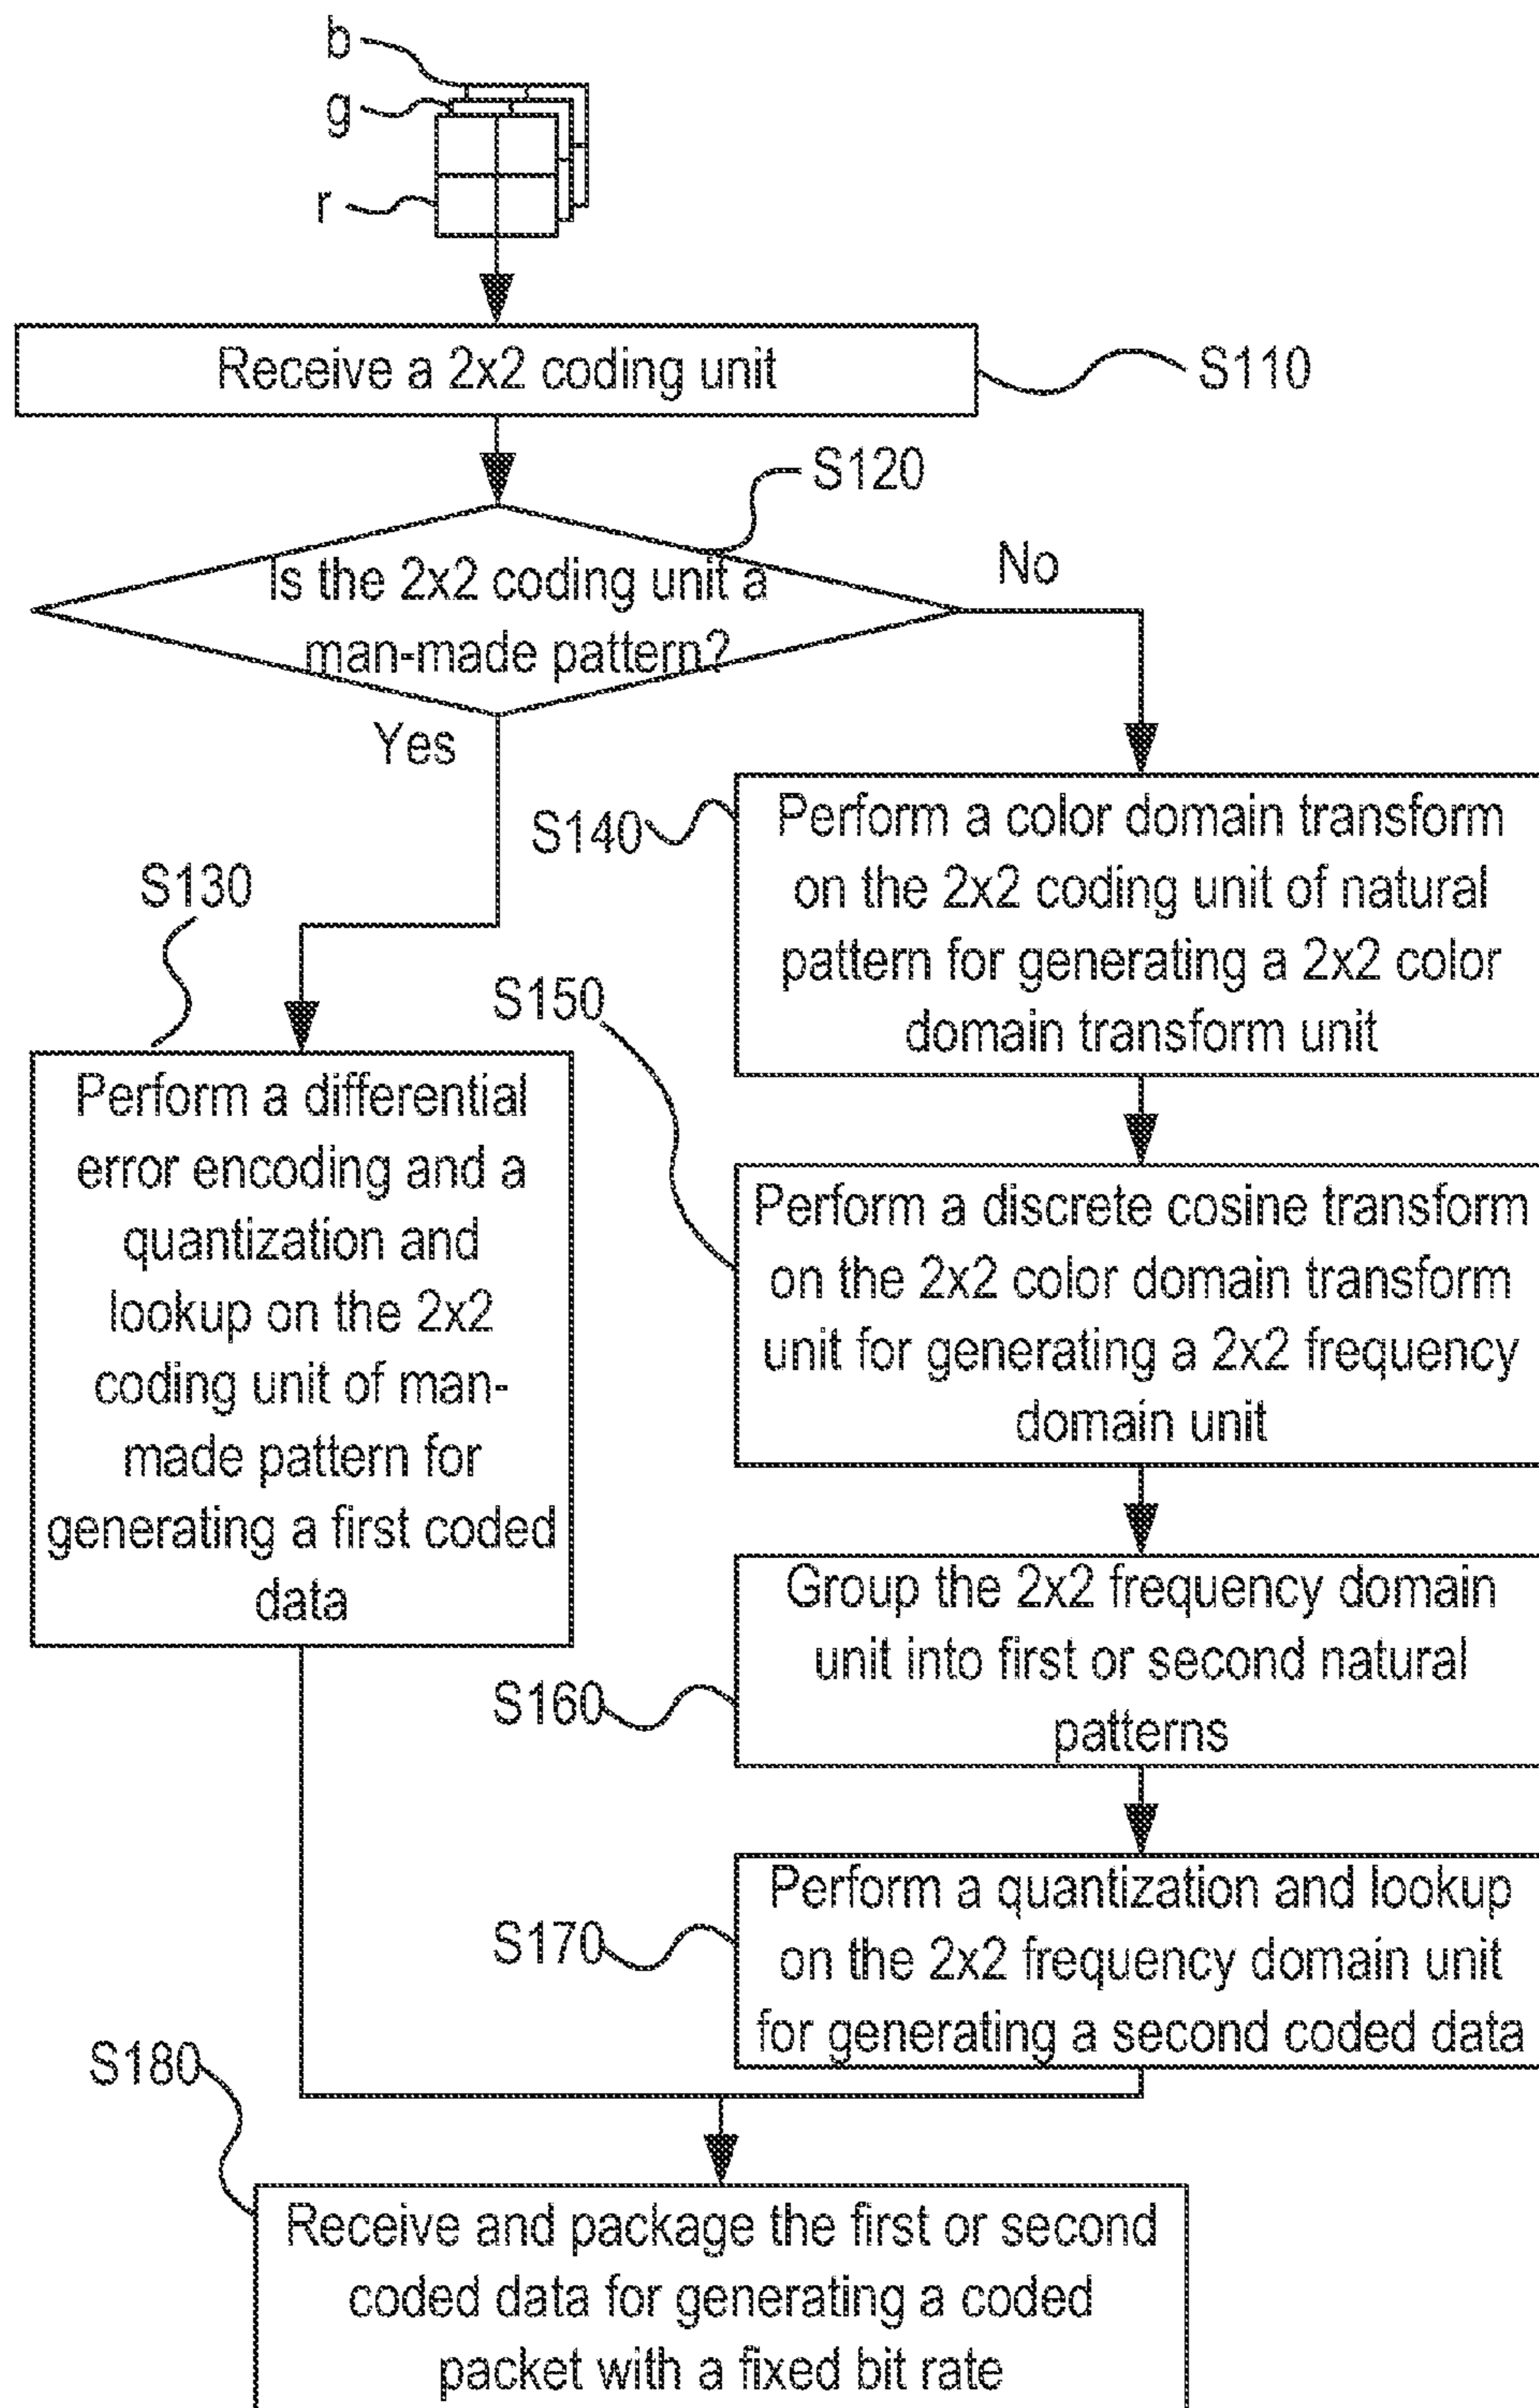 b
g
r
Receive a 2x2 coding unit
S110
S120
Is the 2x2 coding unit a
man-made pattern?
No
Yes
S140
Perform a color domain transform
on the 2x2 coding unit of natural
pattern for generating a 2x2 color
domain transform unit
S130
S150
Perform a differential
error encoding and a
quantization and
lookup on the 2x2
coding unit of man-
made pattern for
generating a first coded
data
Perform a discrete cosine transform
on the 2x2 color domain transform
unit for generating a 2x2 frequency
domain unit
Group the 2x2 frequency domain
unit into first or second natural
patterns
S160
Perform a quantization and lookup
on the 2x2 frequency domain unit
for generating a second coded data
S170
S180
Receive and package the first or second
coded data for generating a coded
packet with a fixed bit rate